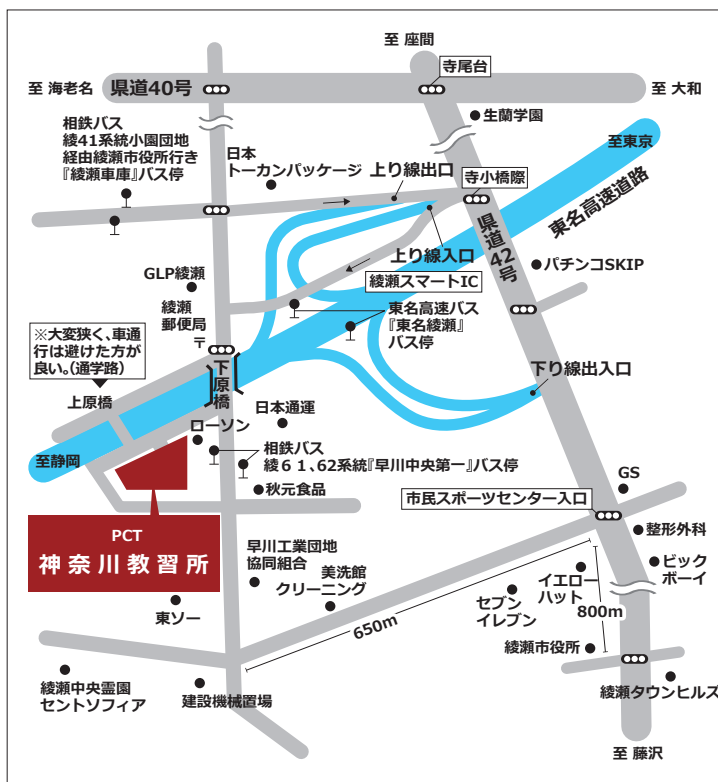 至 座間
寺尾台
至 海老名
県道40号
至 大和
生蘭学園
相鉄バス
綾41系統小園団地
経由綾瀬市役所行き
『綾瀬車庫』バス停
日本
トーカンパッケージ
上り線出口
寺小橋際
至東京
東名高速道路
県道42号
上り線入口
綾瀬スマートIC
パチンコSKIP
GLP綾瀬
綾瀬
郵便局
〒
東名高速バス
『東名綾瀬』
バス停
※大変狭く、車通
行は避けた方が
良い。(通学路)
上原橋
下原橋
下り線出入口
ローソン
日本通運
至静岡
相鉄バス
綾６１、62系統『早川中央第一』バス停
秋元食品
GS
市民スポーツセンター入口
PCT
神奈川教習所
整形外科
早川工業団地
協同組合
美洗館
クリーニング
ビック
ボーイ
イエロー
ハット
セブン
イレブン
800m
650m
東ソー
綾瀬市役所
綾瀬中央霊園
セントソフィア
建設機械置場
綾瀬タウンヒルズ
至 藤沢